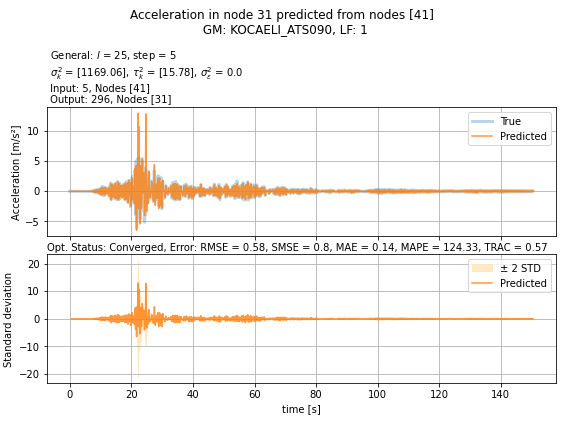 Acceleration in node 31 predicted from nodes [41]
GM: KOCAELI_ATS090, LF: 1
General: l = 25, step = 5
σ²ₖ = [1169.06], τ²ₖ = [15.78], σ²ε = 0.0
Input: 5, Nodes [41]
Output: 296, Nodes [31]
Acceleration [m/s²]
10
5
0
−5
True
Predicted
Opt. Status: Converged, Error: RMSE = 0.58, SMSE = 0.8, MAE = 0.14, MAPE = 124.33, TRAC = 0.57
Standard deviation
20
10
0
−10
−20
± 2 STD
Predicted
0 20 40 60 80 100 120 140
time [s]